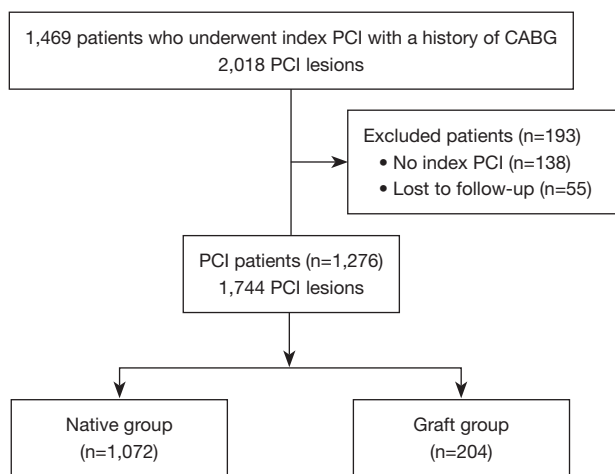 1,469 patients who underwent index PCI with a history of CABG
2,018 PCI lesions
Excluded patients (n=193)
• No index PCI (n=138)
• Lost to follow-up (n=55)
PCI patients (n=1,276)
1,744 PCI lesions
Native group
(n=1,072)
Graft group
(n=204)